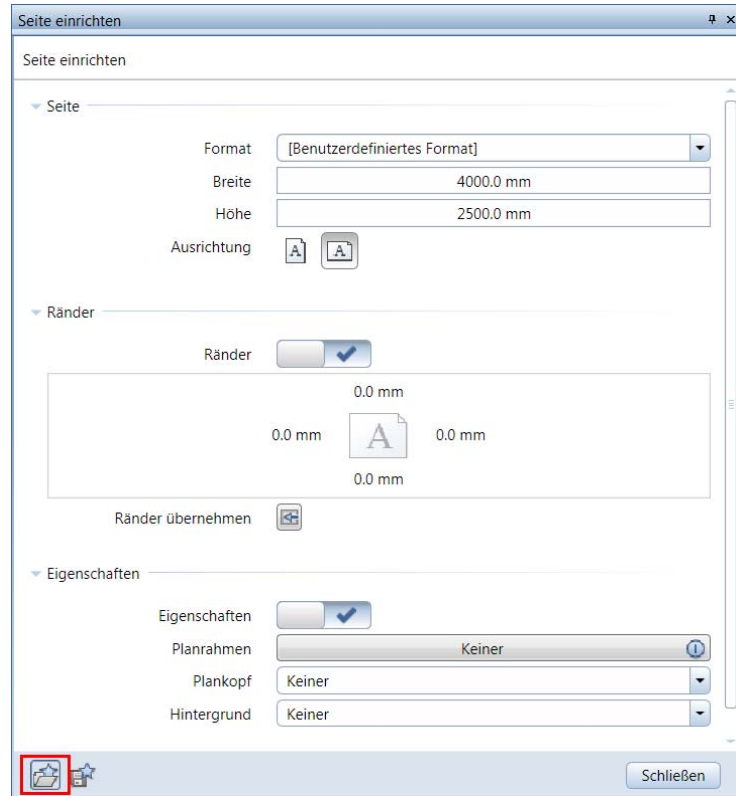 Seite einrichten
Seite einrichten
Seite
Format [Benutzerdefiniertes Format]
Breite 4000.0 mm
Höhe 2500.0 mm
Ausrichtung A A
Ränder
Ränder
0.0 mm
0.0 mm A 0.0 mm
0.0 mm
Ränder übernehmen
Eigenschaften
Eigenschaften
Planrahmen Keiner
Plankopf Keiner
Hintergrund Keiner
Schließen